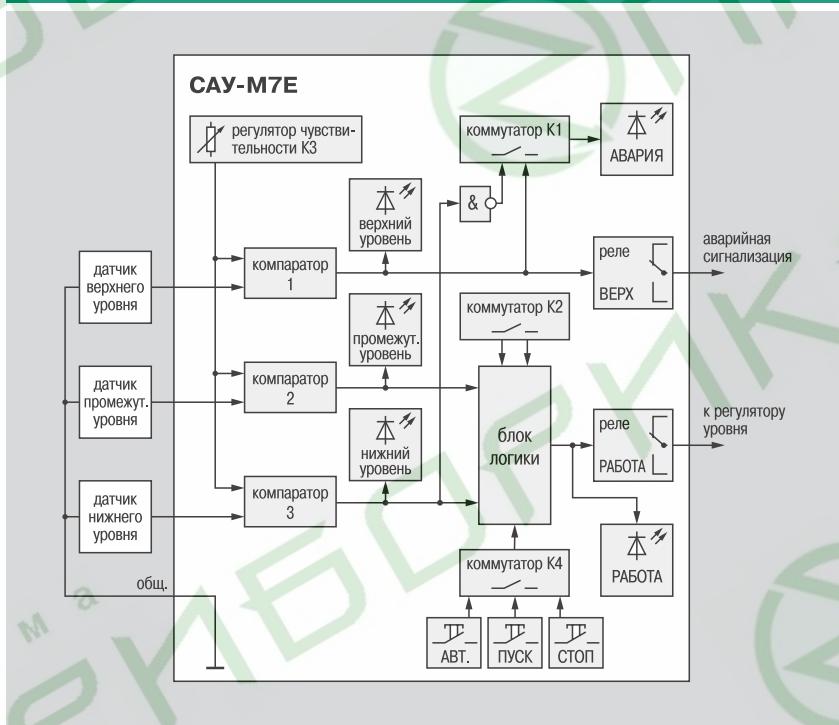 САУ-М7Е
регулятор чувстви-
тельности К3
коммутатор К1
АВАРИЯ
&
верхний
уровень
датчик
верхнего
уровня
компаратор
1
реле
ВЕРХ
аварийная
сигнализация
коммутатор К2
промежут.
уровень
датчик
промежут.
уровня
компаратор
2
блок
логики
реле
РАБОТА
к регулятору
уровня
нижний
уровень
датчик
нижнего
уровня
компаратор
3
РАБОТА
коммутатор К4
общ.
АВТ.
ПУСК
СТОП